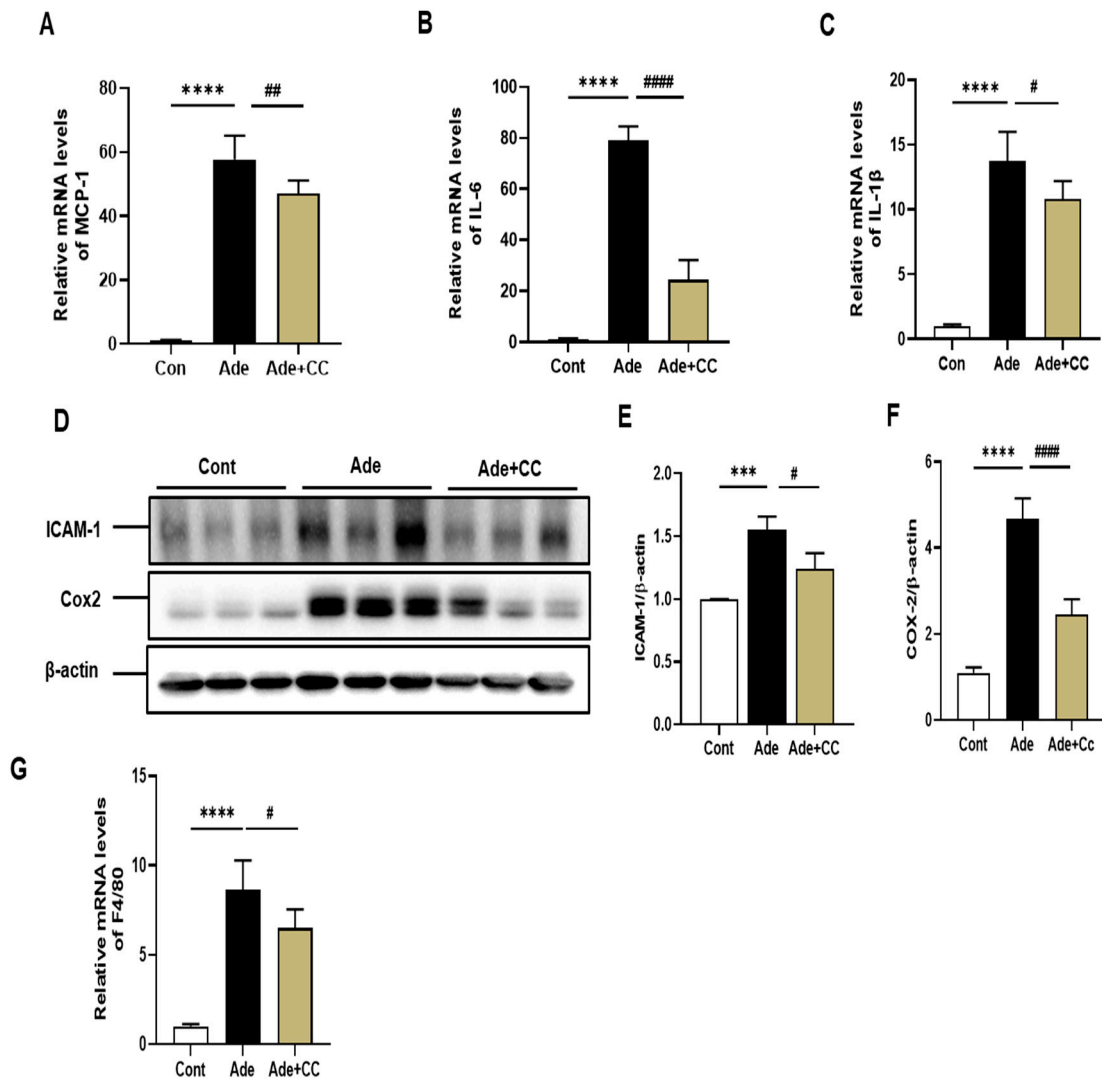 A
Relative mRNA levels
of MCP-1
80
60
40
20
0
**** ##
Con Ade Ade+CC
B
Relative mRNA levels
of IL-6
100
80
60
40
20
0
**** ####
Cont Ade Ade+CC
C
Relative mRNA levels
of IL-1β
20
15
10
5
0
**** #
Con Ade Ade+CC
D
Cont Ade Ade+CC
ICAM-1
Cox2
β-actin
E
ICAM-1/β-actin
2.0
1.5
1.0
0.5
0.0
*** #
Cont Ade Ade+CC
F
COX-2/β-actin
6
4
2
0
**** ####
Cont Ade Ade+Cc
G
Relative mRNA levels
of F4/80
15
10
5
0
**** #
Cont Ade Ade+CC